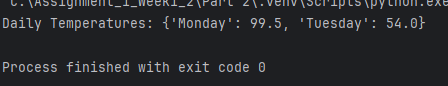 C:\Assignment_1_Week1_2\Part 2\.venv\Scripts\python.exe
Daily Temperatures: {'Monday': 99.5, 'Tuesday': 54.0}
Process finished with exit code 0